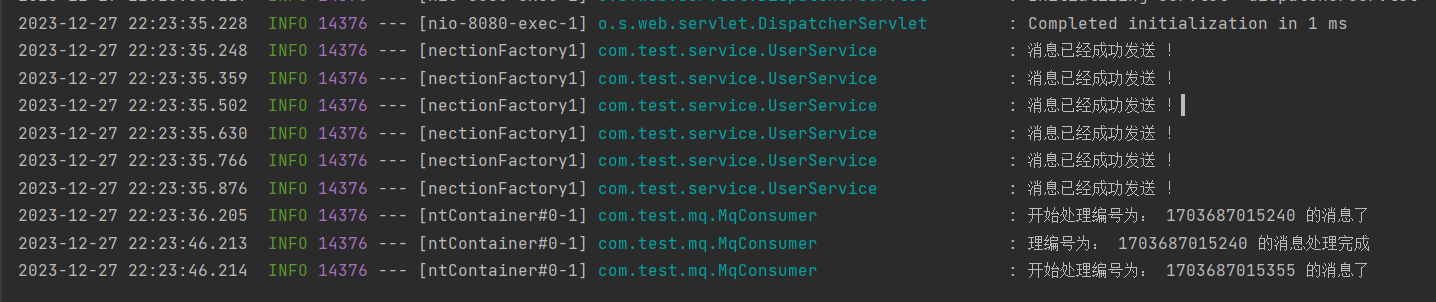 2023-12-27 22:23:35.228  INFO 14376 --- [nio-8080-exec-1] o.s.web.servlet.DispatcherServlet        : Completed initialization in 1 ms
2023-12-27 22:23:35.248  INFO 14376 --- [nectionFactory1] com.test.service.UserService             : 消息已经成功发送 !
2023-12-27 22:23:35.359  INFO 14376 --- [nectionFactory1] com.test.service.UserService             : 消息已经成功发送 !
2023-12-27 22:23:35.502  INFO 14376 --- [nectionFactory1] com.test.service.UserService             : 消息已经成功发送 !
2023-12-27 22:23:35.630  INFO 14376 --- [nectionFactory1] com.test.service.UserService             : 消息已经成功发送 !
2023-12-27 22:23:35.766  INFO 14376 --- [nectionFactory1] com.test.service.UserService             : 消息已经成功发送 !
2023-12-27 22:23:35.876  INFO 14376 --- [nectionFactory1] com.test.service.UserService             : 消息已经成功发送 !
2023-12-27 22:23:36.205  INFO 14376 --- [ntContainer#0-1] com.test.mq.MqConsumer                   : 开始处理编号为： 1703687015240 的消息了
2023-12-27 22:23:46.213  INFO 14376 --- [ntContainer#0-1] com.test.mq.MqConsumer                   : 理编号为： 1703687015240 的消息处理完成
2023-12-27 22:23:46.214  INFO 14376 --- [ntContainer#0-1] com.test.mq.MqConsumer                   : 开始处理编号为： 1703687015355 的消息了